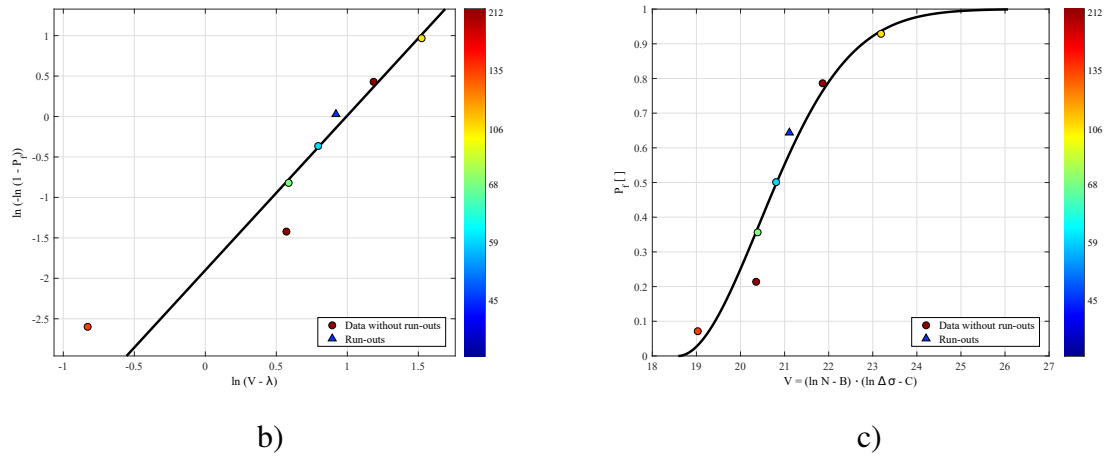 1
0.5
0
-0.5
-1
-1.5
-2
-2.5
ln (-ln (1 - Pf))
-1 -0.5 0 0.5 1 1.5
ln (V - λ)
Data without run-outs
Run-outs
212
135
106
68
59
45
b)
1
0.9
0.8
0.7
0.6
0.5
0.4
0.3
0.2
0.1
0
Pf [ ]
18 19 20 21 22 23 24 25 26 27
V = (ln N - B) · (ln Δσ - C)
Data without run-outs
Run-outs
212
135
106
68
59
45
c)